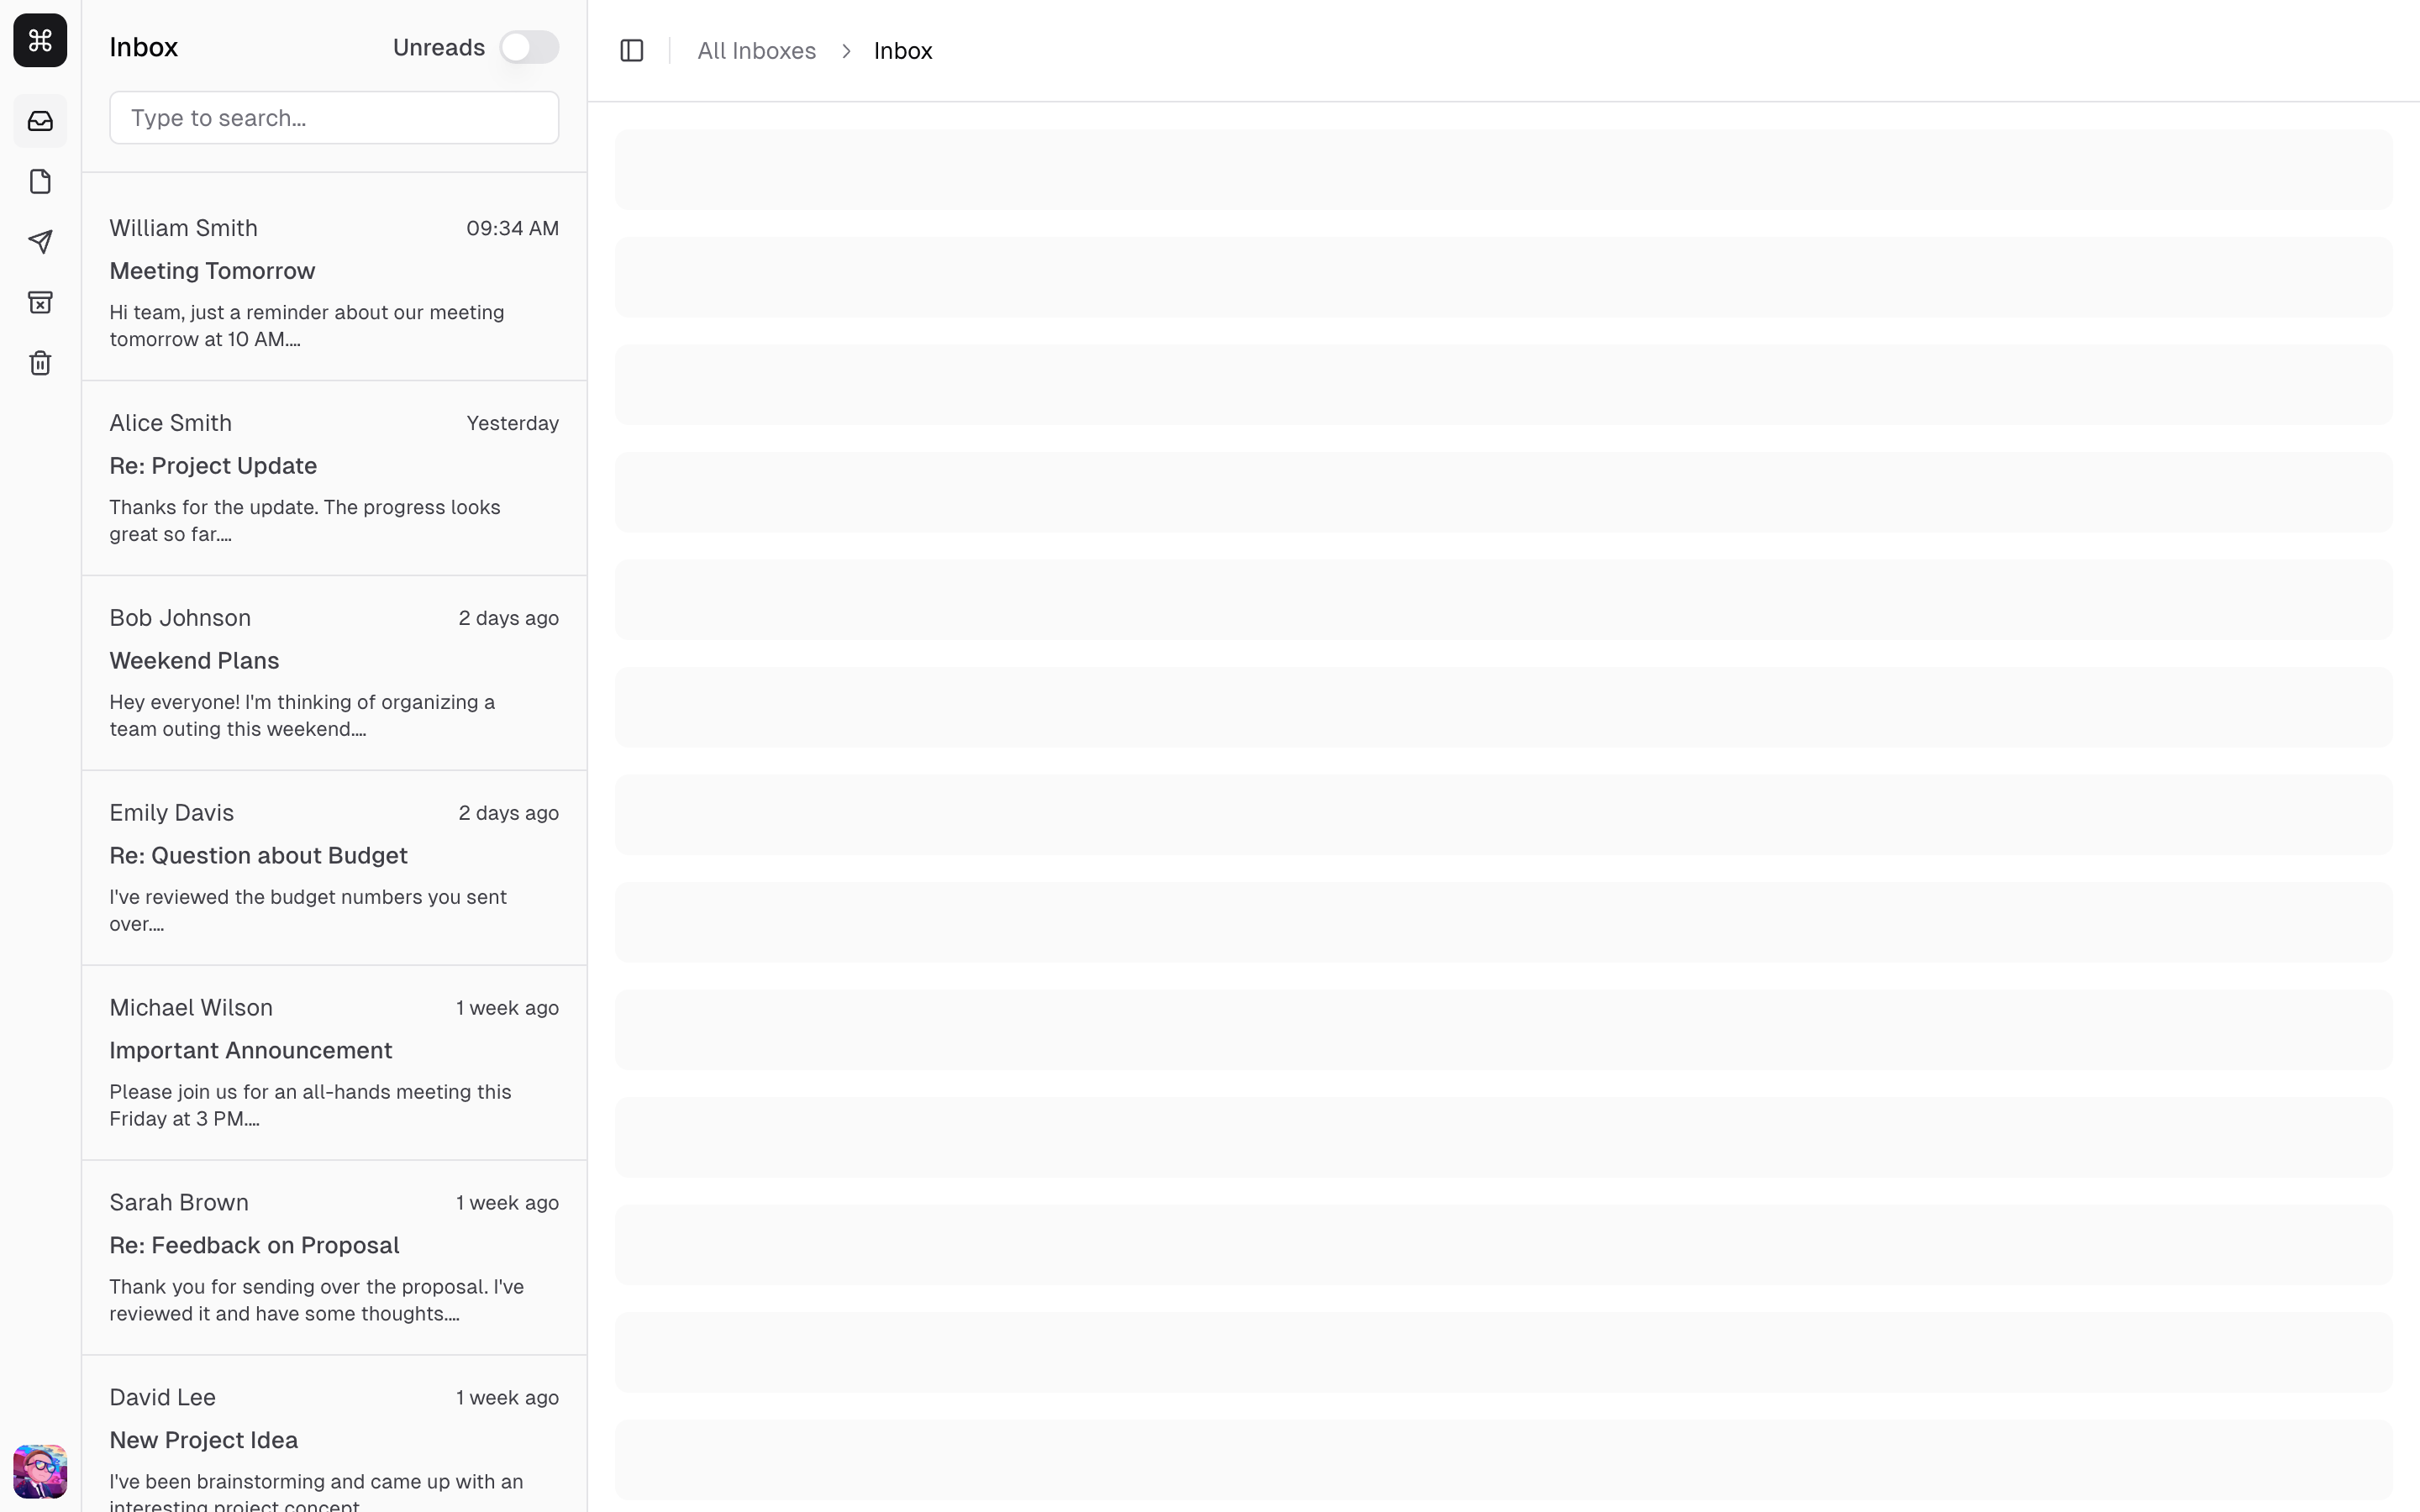 Inbox
Unreads
Type to search...
William Smith
09:34 AM
Meeting Tomorrow
Hi team, just a reminder about our meeting
tomorrow at 10 AM....
Alice Smith
Yesterday
Re: Project Update
Thanks for the update. The progress looks
great so far....
Bob Johnson
2 days ago
Weekend Plans
Hey everyone! I'm thinking of organizing a
team outing this weekend....
Emily Davis
2 days ago
Re: Question about Budget
I've reviewed the budget numbers you sent
over....
Michael Wilson
1 week ago
Important Announcement
Please join us for an all-hands meeting this
Friday at 3 PM....
Sarah Brown
1 week ago
Re: Feedback on Proposal
Thank you for sending over the proposal. I've
reviewed it and have some thoughts....
David Lee
1 week ago
New Project Idea
I've been brainstorming and came up with an
interesting project concept
All Inboxes
Inbox